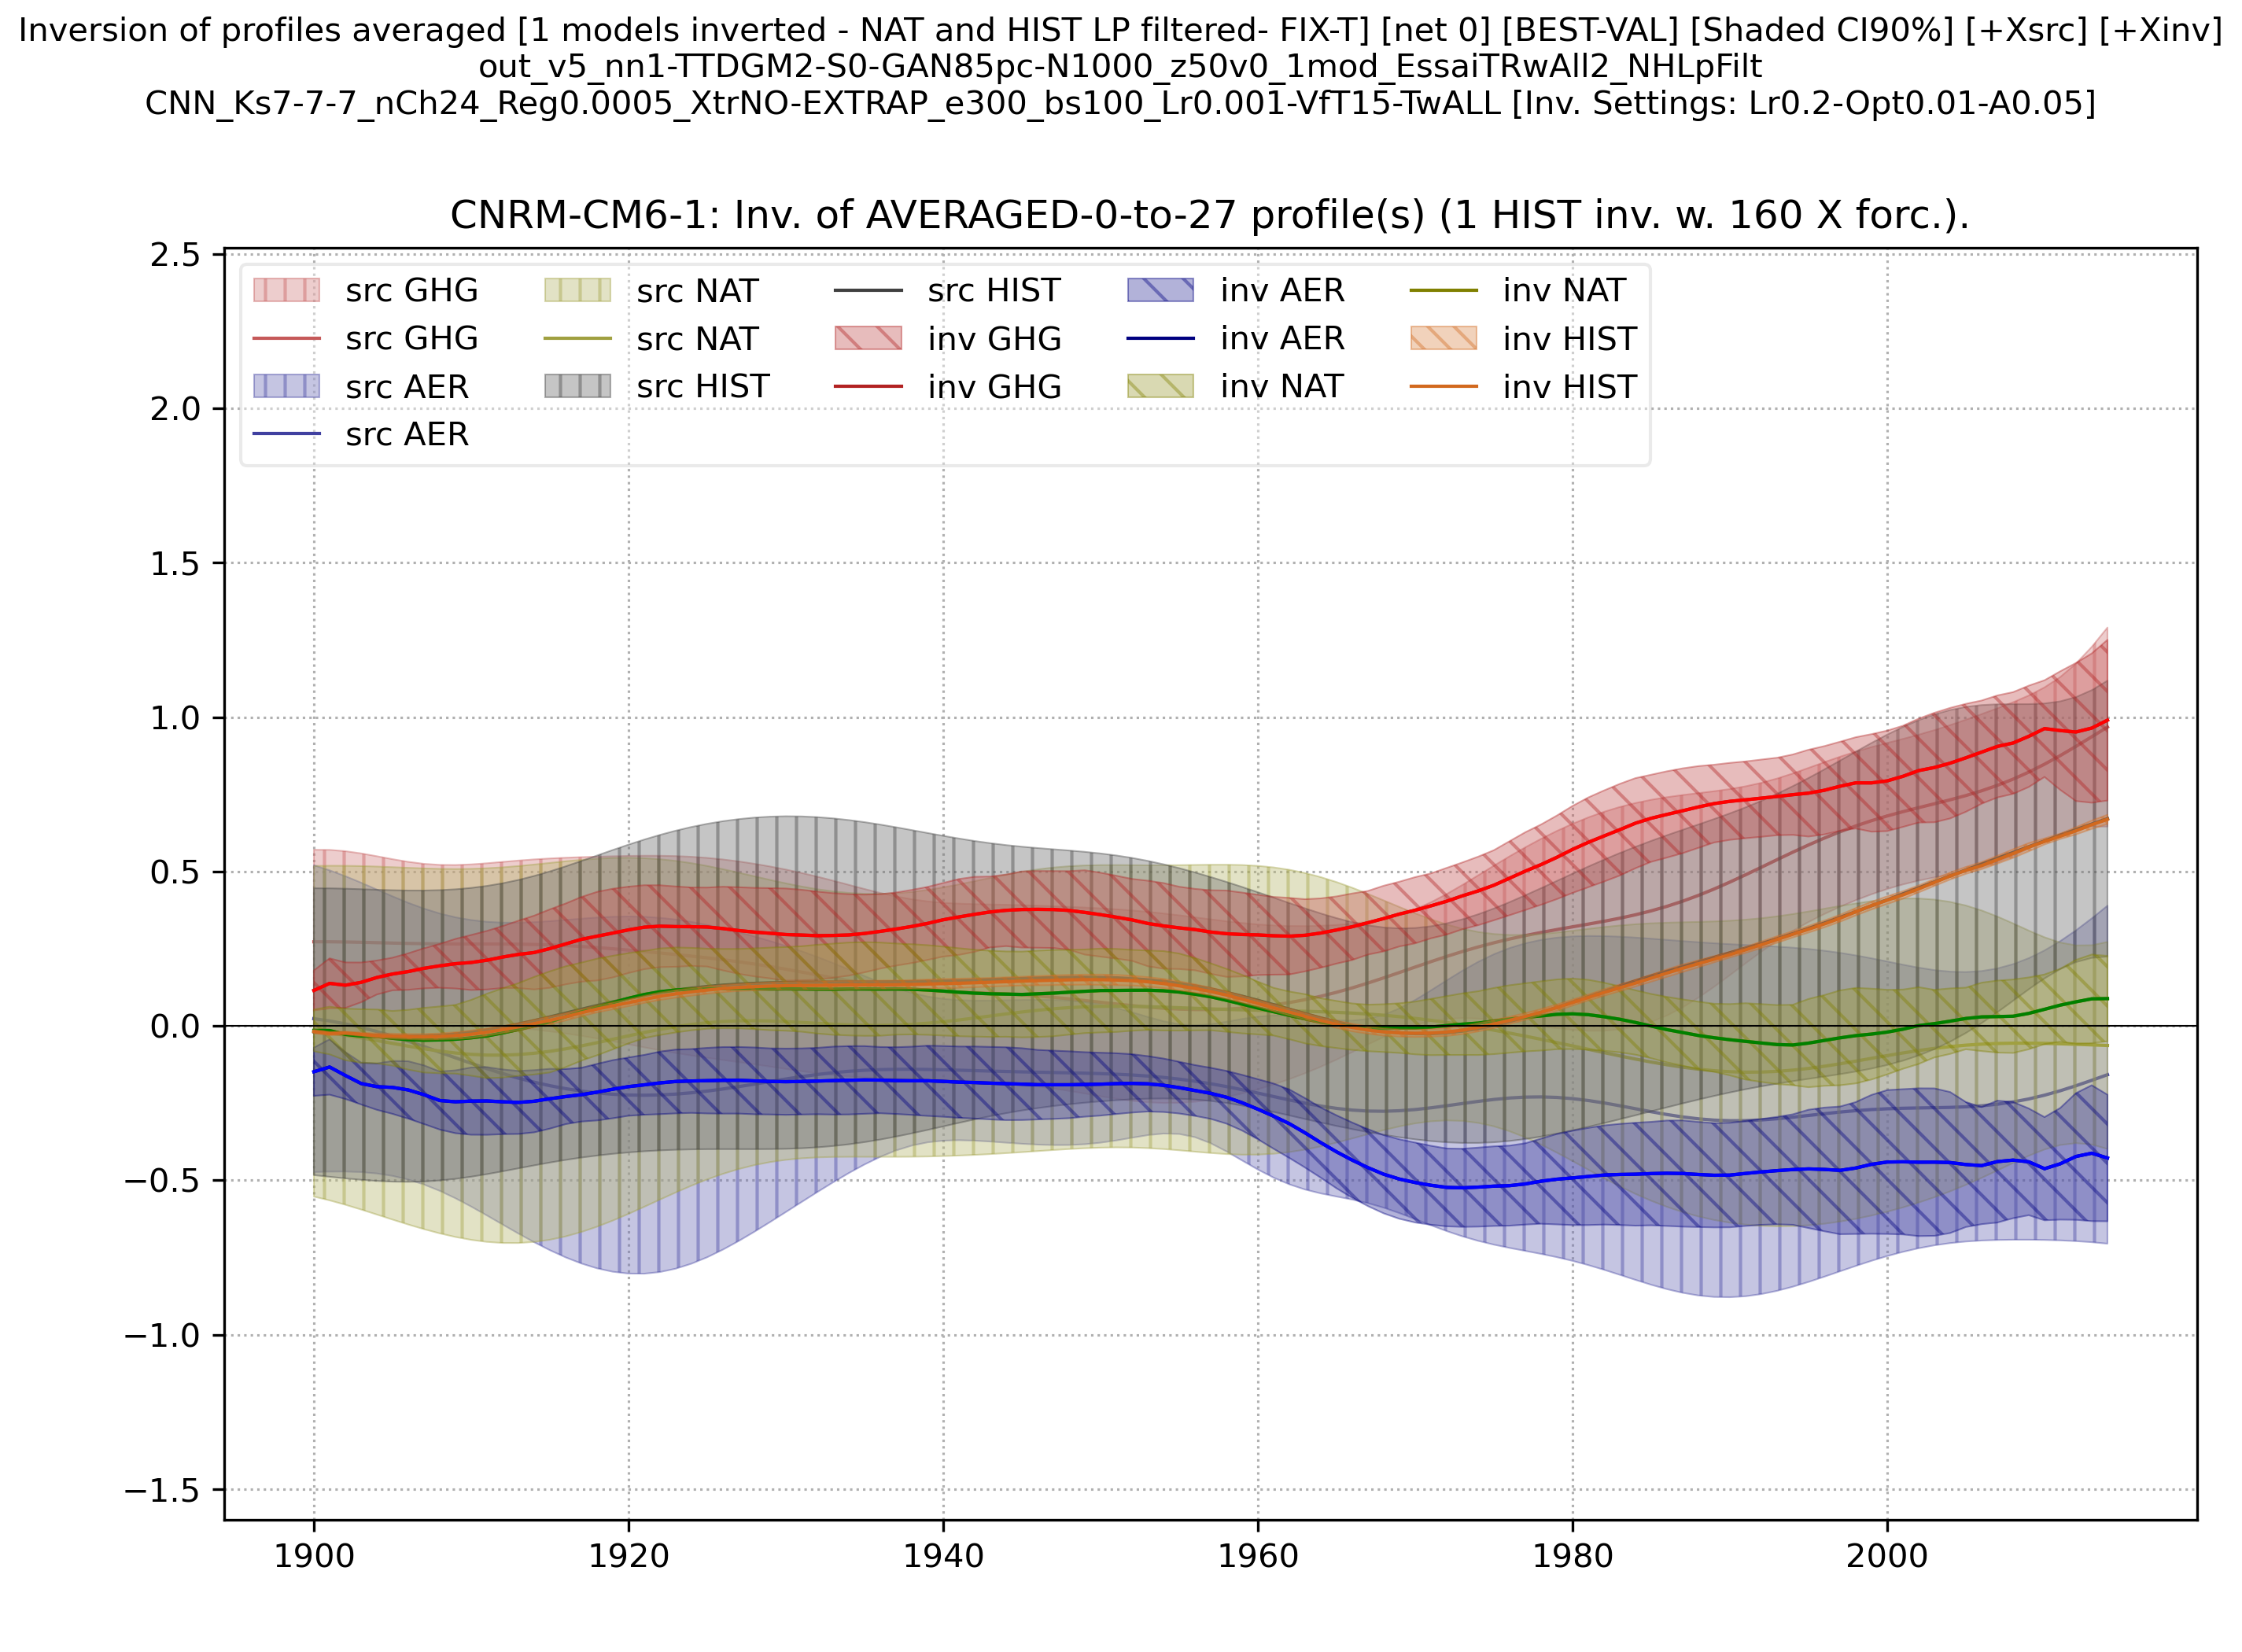 Inversion of profiles averaged [1 models inverted - NAT and HIST LP filtered- FIX-T] [net 0] [BEST-VAL] [Shaded CI90%] [+Xsrc] [+Xinv]
out_v5_nn1-TTDGM2-S0-GAN85pc-N1000_z50v0_1mod_EssaiTRwAll2_NHLpFilt
CNN_Ks7-7-7_nCh24_Reg0.0005_XtrNO-EXTRAP_e300_bs100_Lr0.001-VfT15-TwALL [Inv. Settings: Lr0.2-Opt0.01-A0.05]
CNRM-CM6-1: Inv. of AVERAGED-0-to-27 profile(s) (1 HIST inv. w. 160 X forc.).
src GHG
src GHG
src AER
src AER
src NAT
src NAT
src HIST
src HIST
inv GHG
inv GHG
inv AER
inv AER
inv NAT
inv NAT
inv HIST
inv HIST
2.5
2.0
1.5
1.0
0.5
0.0
−0.5
−1.0
−1.5
1900
1920
1940
1960
1980
2000